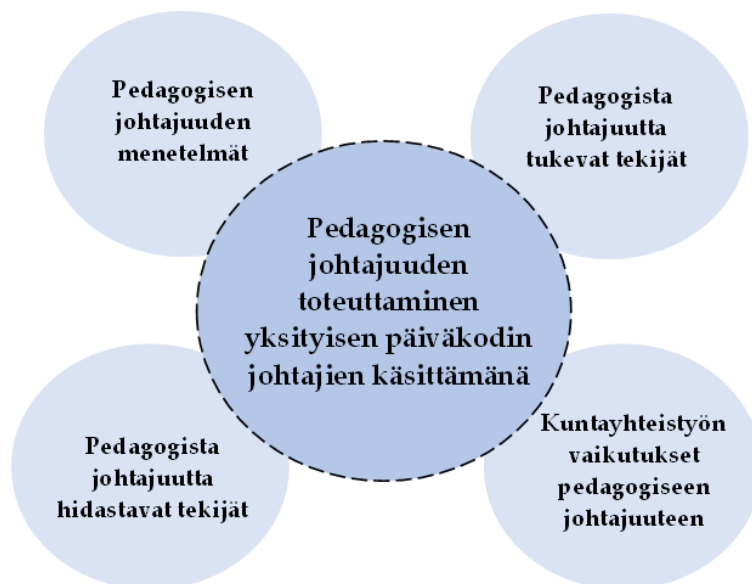 Pedagogisen
johtajuuden
menetelmät
Pedagogista
johtajuutta
tukevat tekijät
Pedagogisen
johtajuuden
toteuttaminen
yksityisen päiväkodin
johtajien käsittämänä
Pedagogista
johtajuutta
hidastavat tekijät
Kuntayhteistyön
vaikutukset
pedagogiseen
johtajuuteen